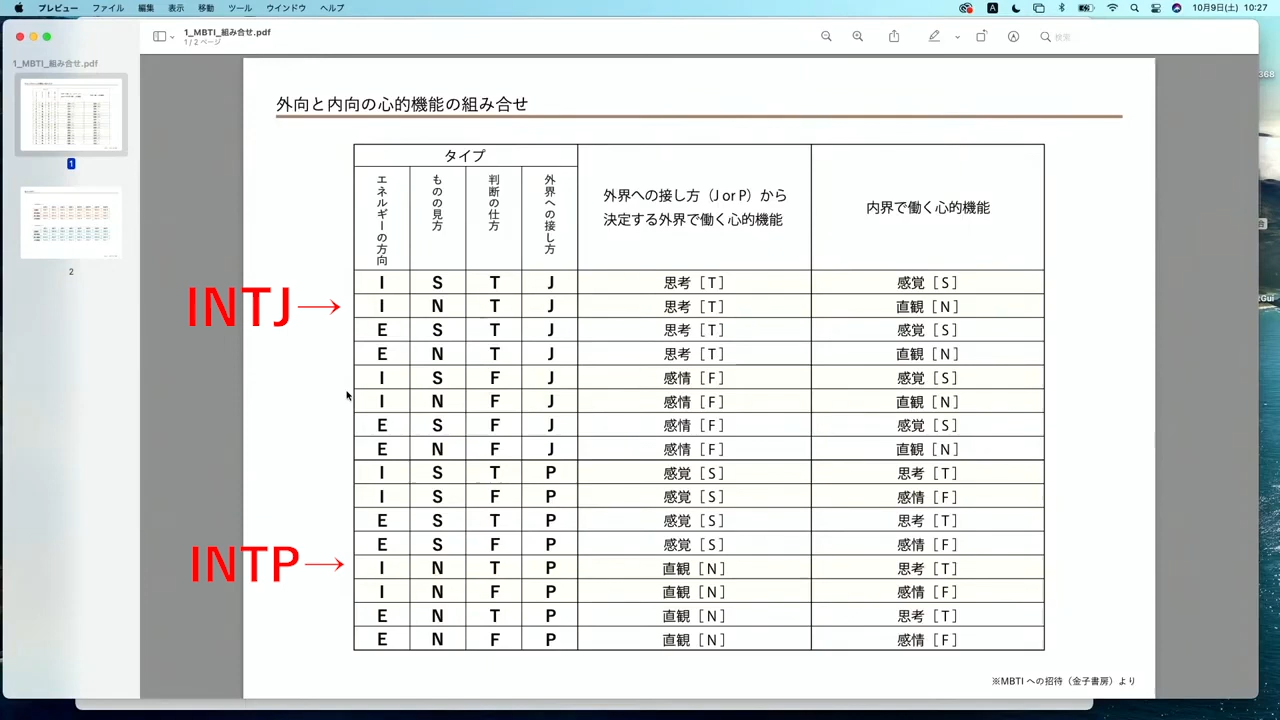 ファイル 編集 表示 移動 ツール ウインドウ ヘルプ
A
10月9日(土) 10:27
1_MBTI_組み合せ.pdf
1 / 2 ページ
検索
1_MBTI_組み合せ.pdf
1
2
368
合
?Gui
外向と内向の心的機能の組み合せ
タイプ
エネルギーの方向
ものの見方
判断の仕方
外界への接し方
外界への接し方（J or P）から
決定する外界で働く心的機能
内界で働く心的機能
I S T J 思考［T］ 感覚［S］
INTJ→
I N T J 思考［T］ 直観［N］
E S T J 思考［T］ 感覚［S］
E N T J 思考［T］ 直観［N］
I S F J 感情［F］ 感覚［S］
I N F J 感情［F］ 直観［N］
E S F J 感情［F］ 感覚［S］
E N F J 感情［F］ 直観［N］
I S T P 感覚［S］ 思考［T］
I S F P 感覚［S］ 感情［F］
E S T P 感覚［S］ 思考［T］
E S F P 感覚［S］ 感情［F］
INTP→
I N T P 直観［N］ 思考［T］
I N F P 直観［N］ 感情［F］
E N T P 直観［N］ 思考［T］
E N F P 直観［N］ 感情［F］
※MBTI への招待（金子書房）より